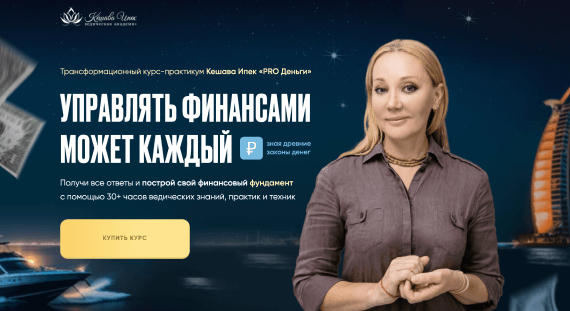 Кешава Ипек
ВЕДИЧЕСКАЯ АКАДЕМИЯ
Трансформационный курс-практикум Кешава Ипек «PRO Деньги»
УПРАВЛЯТЬ ФИНАНСАМИ
МОЖЕТ КАЖДЫЙ ₽ зная древние
законы денег
Получи все ответы и построй свой финансовый фундамент
с помощью 30+ часов ведических знаний, практик и техник
КУПИТЬ КУРС